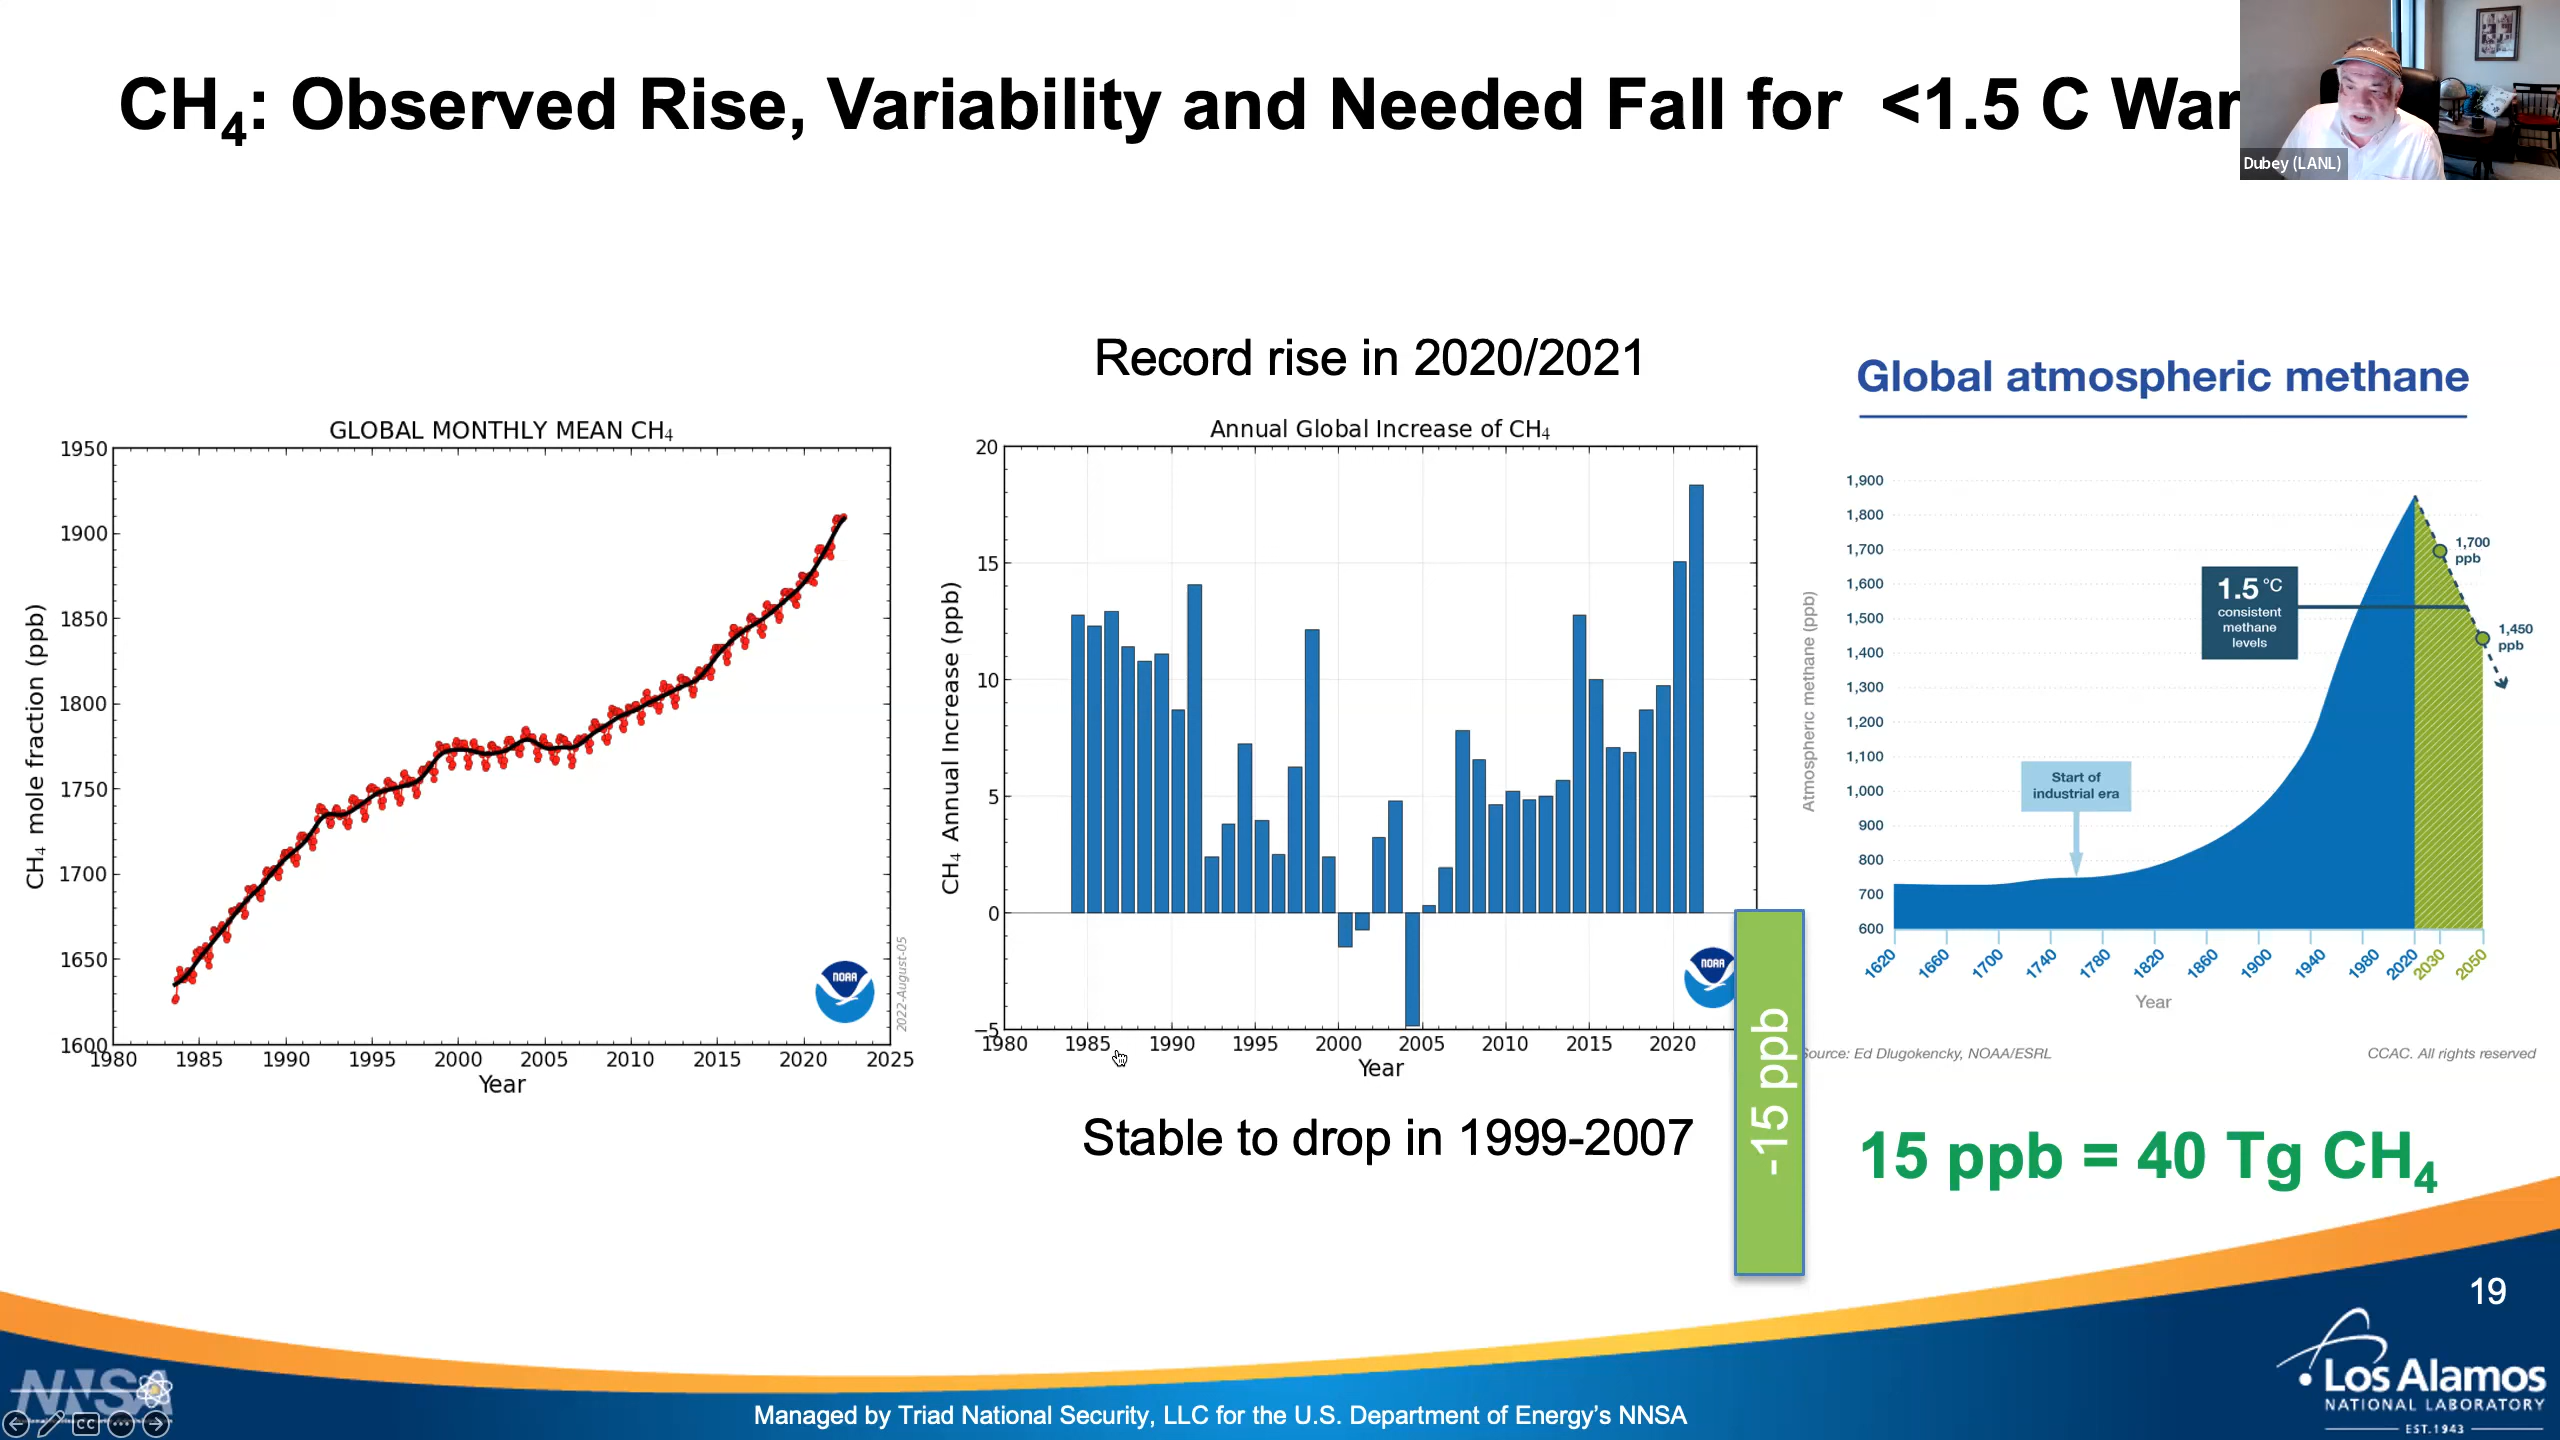 CH4: Observed Rise, Variability and Needed Fall for <1.5 C War
Dubey (LANL)
Record rise in 2020/2021
GLOBAL MONTHLY MEAN CH4
1950
1900
1850
1800
1750
1700
1650
1600
CH4 mole fraction (ppb)
1980 1985 1990 1995 2000 2005 2010 2015 2020 2025
Year
NOAA
2022-August-05
Annual Global Increase of CH4
20
15
10
5
0
−5
CH4 Annual Increase (ppb)
1980 1985 1990 1995 2000 2005 2010 2015 2020
Year
NOAA
-15 ppb
Stable to drop in 1999-2007
Global atmospheric methane
1,900
1,800
1,700
1,600
1,500
1,400
1,300
1,200
1,100
1,000
900
800
700
600
Atmospheric methane (ppb)
1,700
ppb
1.5 °C
consistent
methane
levels
1,450
ppb
Start of
industrial era
1620 1660 1700 1740 1780 1820 1860 1900 1940 1980 2020 2030 2050
Year
Source: Ed Dlugokencky, NOAA/ESRL
CCAC. All rights reserved
15 ppb = 40 Tg CH4
19
NNSA
CC
Managed by Triad National Security, LLC for the U.S. Department of Energy's NNSA
Los Alamos
NATIONAL LABORATORY
EST.1943